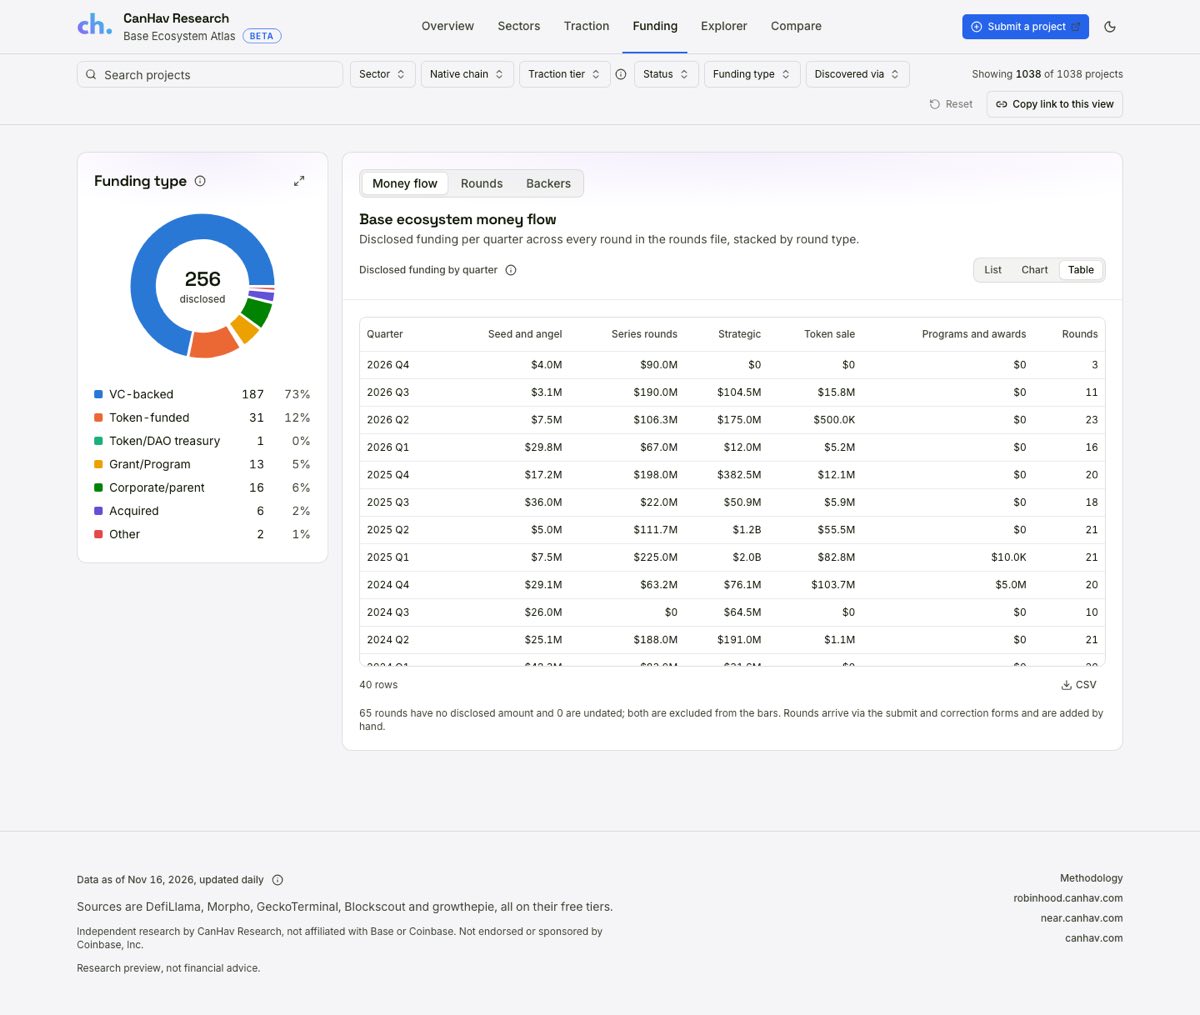 ch.
CanHav Research
Base Ecosystem Atlas BETA
Overview Sectors Traction Funding Explorer Compare
Submit a project
Search projects
Sector Native chain Traction tier Status Funding type Discovered via
Showing 1038 of 1038 projects
Reset Copy link to this view
Funding type
256
disclosed
VC-backed 187 73%
Token-funded 31 12%
Token/DAO treasury 1 0%
Grant/Program 13 5%
Corporate/parent 16 6%
Acquired 6 2%
Other 2 1%
Money flow Rounds Backers
Base ecosystem money flow
Disclosed funding per quarter across every round in the rounds file, stacked by round type.
Disclosed funding by quarter
List Chart Table
Quarter Seed and angel Series rounds Strategic Token sale Programs and awards Rounds
2026 Q4 $4.0M $90.0M $0 $0 $0 3
2026 Q3 $3.1M $190.0M $104.5M $15.8M $0 11
2026 Q2 $7.5M $106.3M $175.0M $500.0K $0 23
2026 Q1 $29.8M $67.0M $12.0M $5.2M $0 16
2025 Q4 $17.2M $198.0M $382.5M $12.1M $0 20
2025 Q3 $36.0M $22.0M $50.9M $5.9M $0 18
2025 Q2 $5.0M $111.7M $1.2B $55.5M $0 21
2025 Q1 $7.5M $225.0M $2.0B $82.8M $10.0K 21
2024 Q4 $29.1M $63.2M $76.1M $103.7M $5.0M 20
2024 Q3 $26.0M $0 $64.5M $0 $0 10
2024 Q2 $25.1M $188.0M $191.0M $1.1M $0 21
2024 Q1
40 rows
CSV
65 rounds have no disclosed amount and 0 are undated; both are excluded from the bars. Rounds arrive via the submit and correction forms and are added by
hand.
Data as of Nov 16, 2026, updated daily
Sources are DefiLlama, Morpho, GeckoTerminal, Blockscout and growthepie, all on their free tiers.
Independent research by CanHav Research, not affiliated with Base or Coinbase. Not endorsed or sponsored by
Coinbase, Inc.
Research preview, not financial advice.
Methodology
robinhood.canhav.com
near.canhav.com
canhav.com